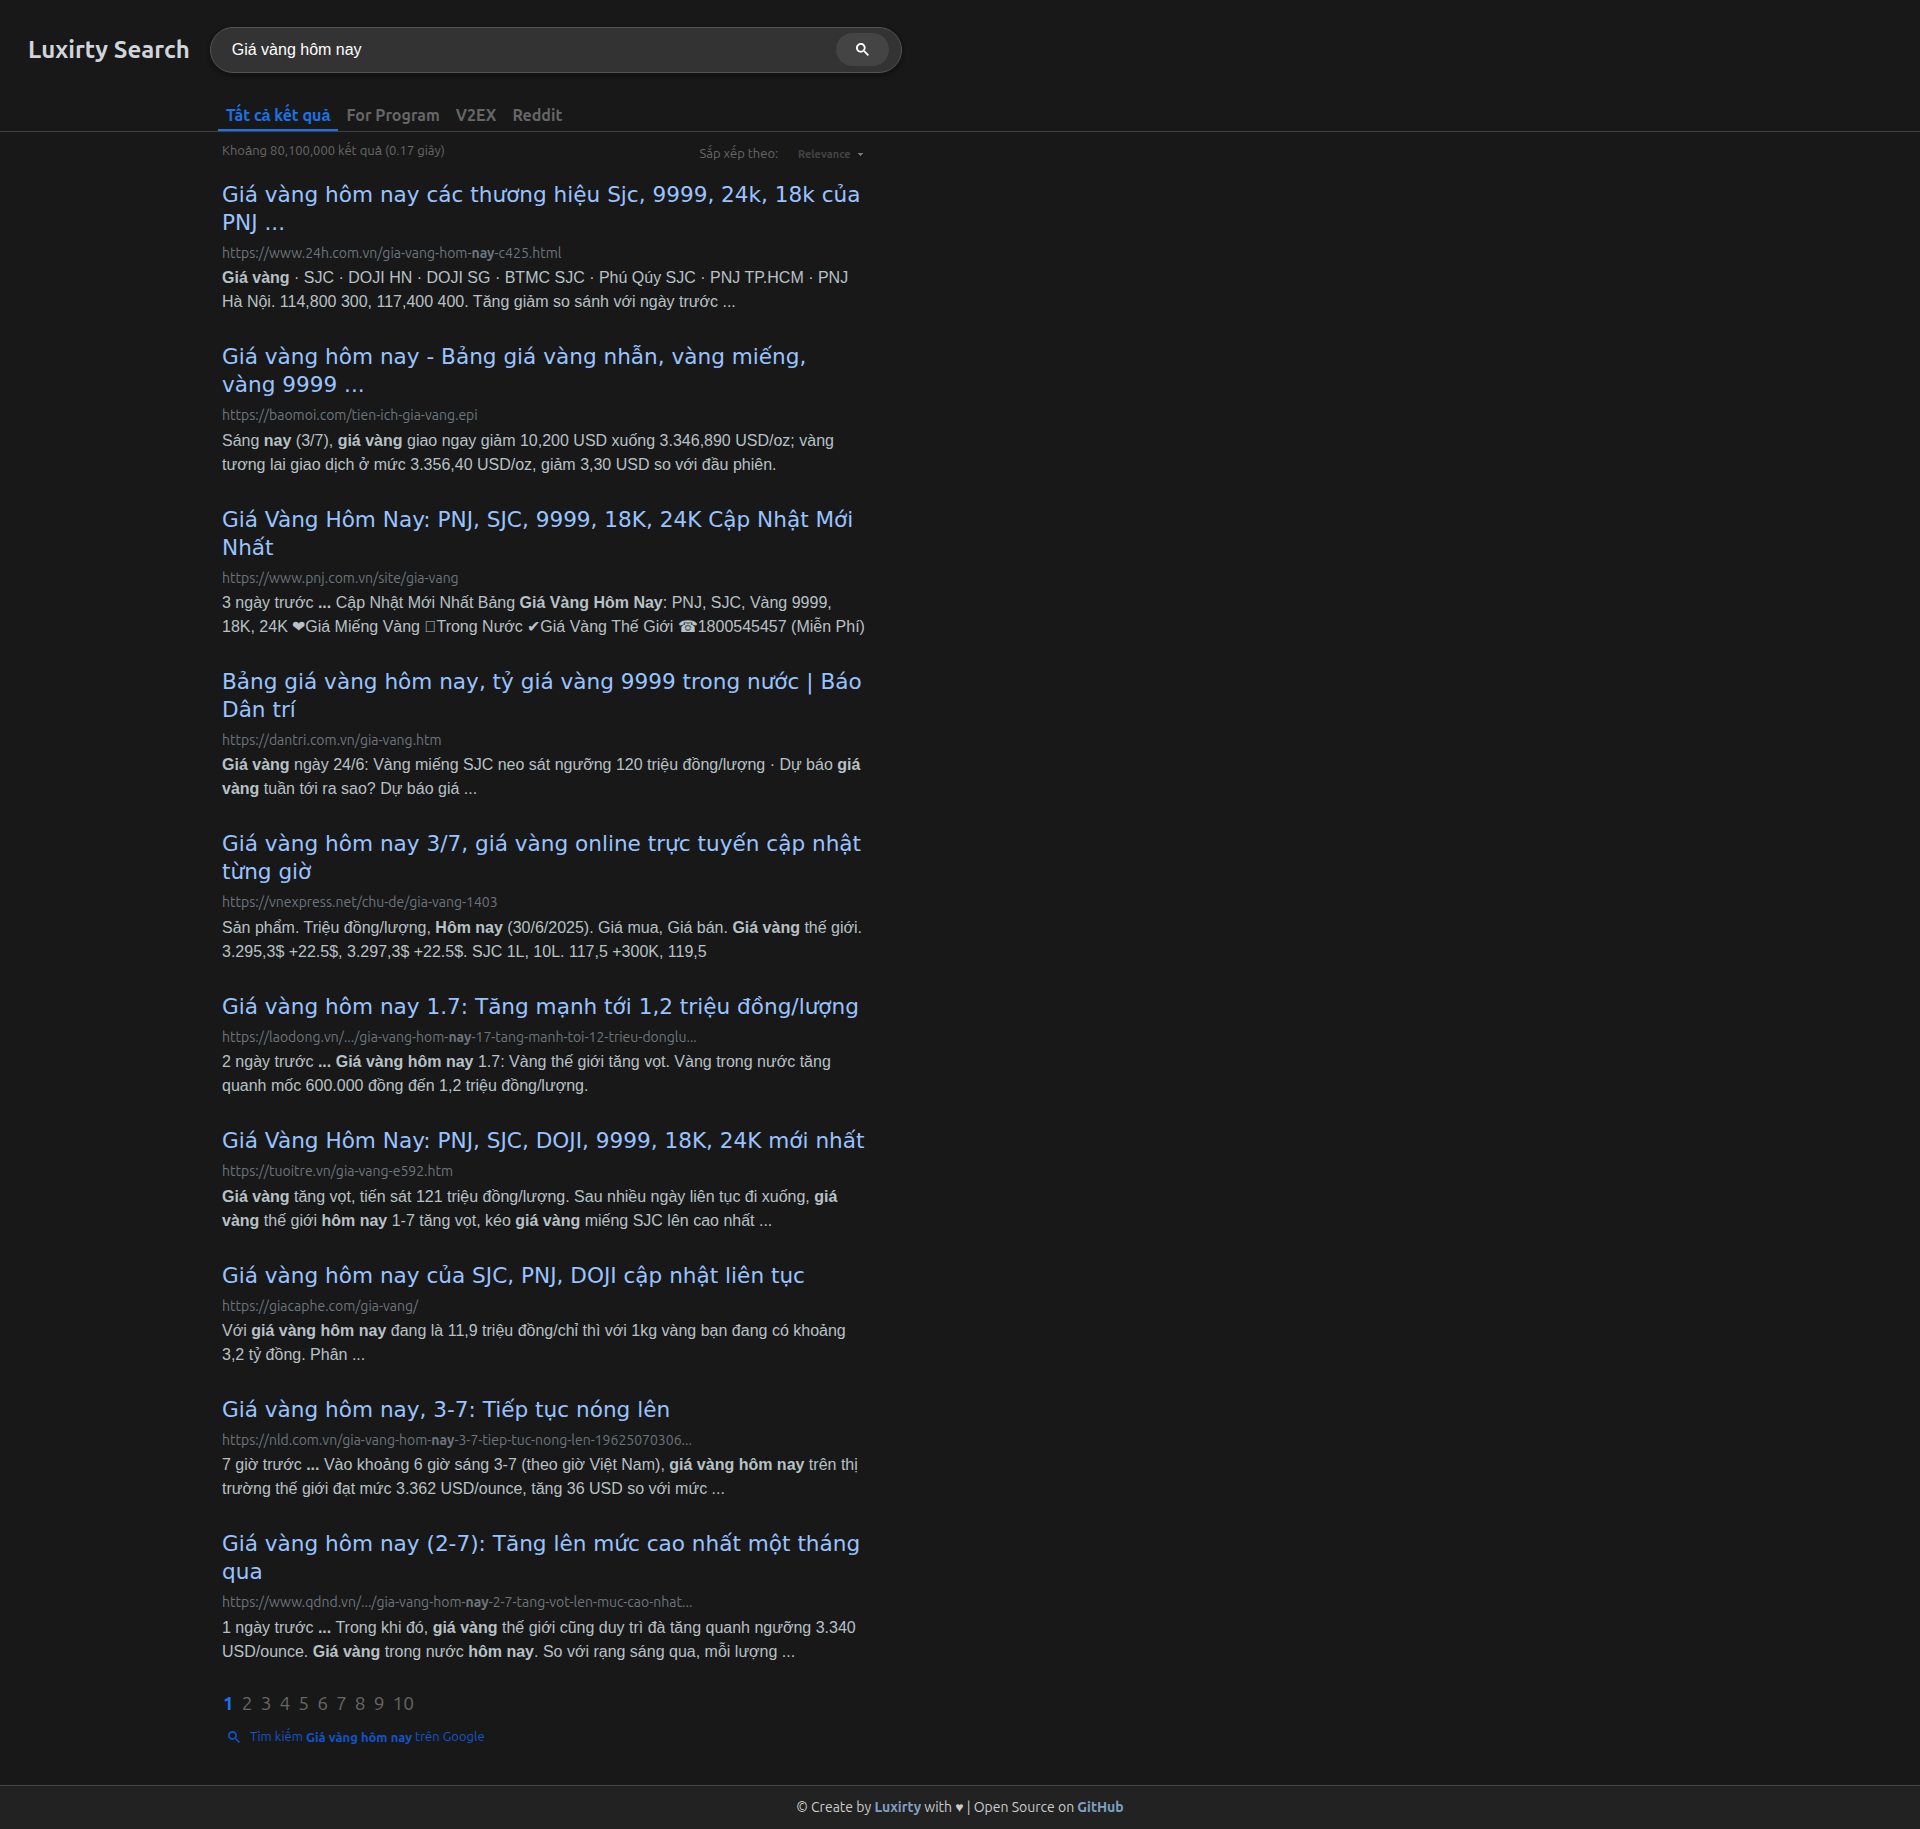 Luxirty Search
Giá vàng hôm nay
Tất cả kết quả For Program V2EX Reddit
Khoảng 80,100,000 kết quả (0.17 giây)
Sắp xếp theo: Relevance
Giá vàng hôm nay các thương hiệu Sjc, 9999, 24k, 18k của
PNJ ...
https://www.24h.com.vn/gia-vang-hom-nay-c425.html
Giá vàng · SJC · DOJI HN · DOJI SG · BTMC SJC · Phú Qúy SJC · PNJ TP.HCM · PNJ
Hà Nội. 114,800 300, 117,400 400. Tăng giảm so sánh với ngày trước ...
Giá vàng hôm nay - Bảng giá vàng nhẫn, vàng miếng,
vàng 9999 ...
https://baomoi.com/tien-ich-gia-vang.epi
Sáng nay (3/7), giá vàng giao ngay giảm 10,200 USD xuống 3.346,890 USD/oz; vàng
tương lai giao dịch ở mức 3.356,40 USD/oz, giảm 3,30 USD so với đầu phiên.
Giá Vàng Hôm Nay: PNJ, SJC, 9999, 18K, 24K Cập Nhật Mới
Nhất
https://www.pnj.com.vn/site/gia-vang
3 ngày trước ... Cập Nhật Mới Nhất Bảng Giá Vàng Hôm Nay: PNJ, SJC, Vàng 9999,
18K, 24K ❤Giá Miếng Vàng Trong Nước ✔Giá Vàng Thế Giới ☎1800545457 (Miễn Phí)
Bảng giá vàng hôm nay, tỷ giá vàng 9999 trong nước | Báo
Dân trí
https://dantri.com.vn/gia-vang.htm
Giá vàng ngày 24/6: Vàng miếng SJC neo sát ngưỡng 120 triệu đồng/lượng · Dự báo giá
vàng tuần tới ra sao? Dự báo giá ...
Giá vàng hôm nay 3/7, giá vàng online trực tuyến cập nhật
từng giờ
https://vnexpress.net/chu-de/gia-vang-1403
Sản phẩm. Triệu đồng/lượng, Hôm nay (30/6/2025). Giá mua, Giá bán. Giá vàng thế giới.
3.295,3$ +22.5$, 3.297,3$ +22.5$. SJC 1L, 10L. 117,5 +300K, 119,5
Giá vàng hôm nay 1.7: Tăng mạnh tới 1,2 triệu đồng/lượng
https://laodong.vn/.../gia-vang-hom-nay-17-tang-manh-toi-12-trieu-donglu...
2 ngày trước ... Giá vàng hôm nay 1.7: Vàng thế giới tăng vọt. Vàng trong nước tăng
quanh mốc 600.000 đồng đến 1,2 triệu đồng/lượng.
Giá Vàng Hôm Nay: PNJ, SJC, DOJI, 9999, 18K, 24K mới nhất
https://tuoitre.vn/gia-vang-e592.htm
Giá vàng tăng vọt, tiến sát 121 triệu đồng/lượng. Sau nhiều ngày liên tục đi xuống, giá
vàng thế giới hôm nay 1-7 tăng vọt, kéo giá vàng miếng SJC lên cao nhất ...
Giá vàng hôm nay của SJC, PNJ, DOJI cập nhật liên tục
https://giacaphe.com/gia-vang/
Với giá vàng hôm nay đang là 11,9 triệu đồng/chỉ thì với 1kg vàng bạn đang có khoảng
3,2 tỷ đồng. Phân ...
Giá vàng hôm nay, 3-7: Tiếp tục nóng lên
https://nld.com.vn/gia-vang-hom-nay-3-7-tiep-tuc-nong-len-19625070306...
7 giờ trước ... Vào khoảng 6 giờ sáng 3-7 (theo giờ Việt Nam), giá vàng hôm nay trên thị
trường thế giới đạt mức 3.362 USD/ounce, tăng 36 USD so với mức ...
Giá vàng hôm nay (2-7): Tăng lên mức cao nhất một tháng
qua
https://www.qdnd.vn/.../gia-vang-hom-nay-2-7-tang-vot-len-muc-cao-nhat...
1 ngày trước ... Trong khi đó, giá vàng thế giới cũng duy trì đà tăng quanh ngưỡng 3.340
USD/ounce. Giá vàng trong nước hôm nay. So với rạng sáng qua, mỗi lượng ...
1 2 3 4 5 6 7 8 9 10
Tìm kiếm Giá vàng hôm nay trên Google
© Create by Luxirty with ♥ | Open Source on GitHub